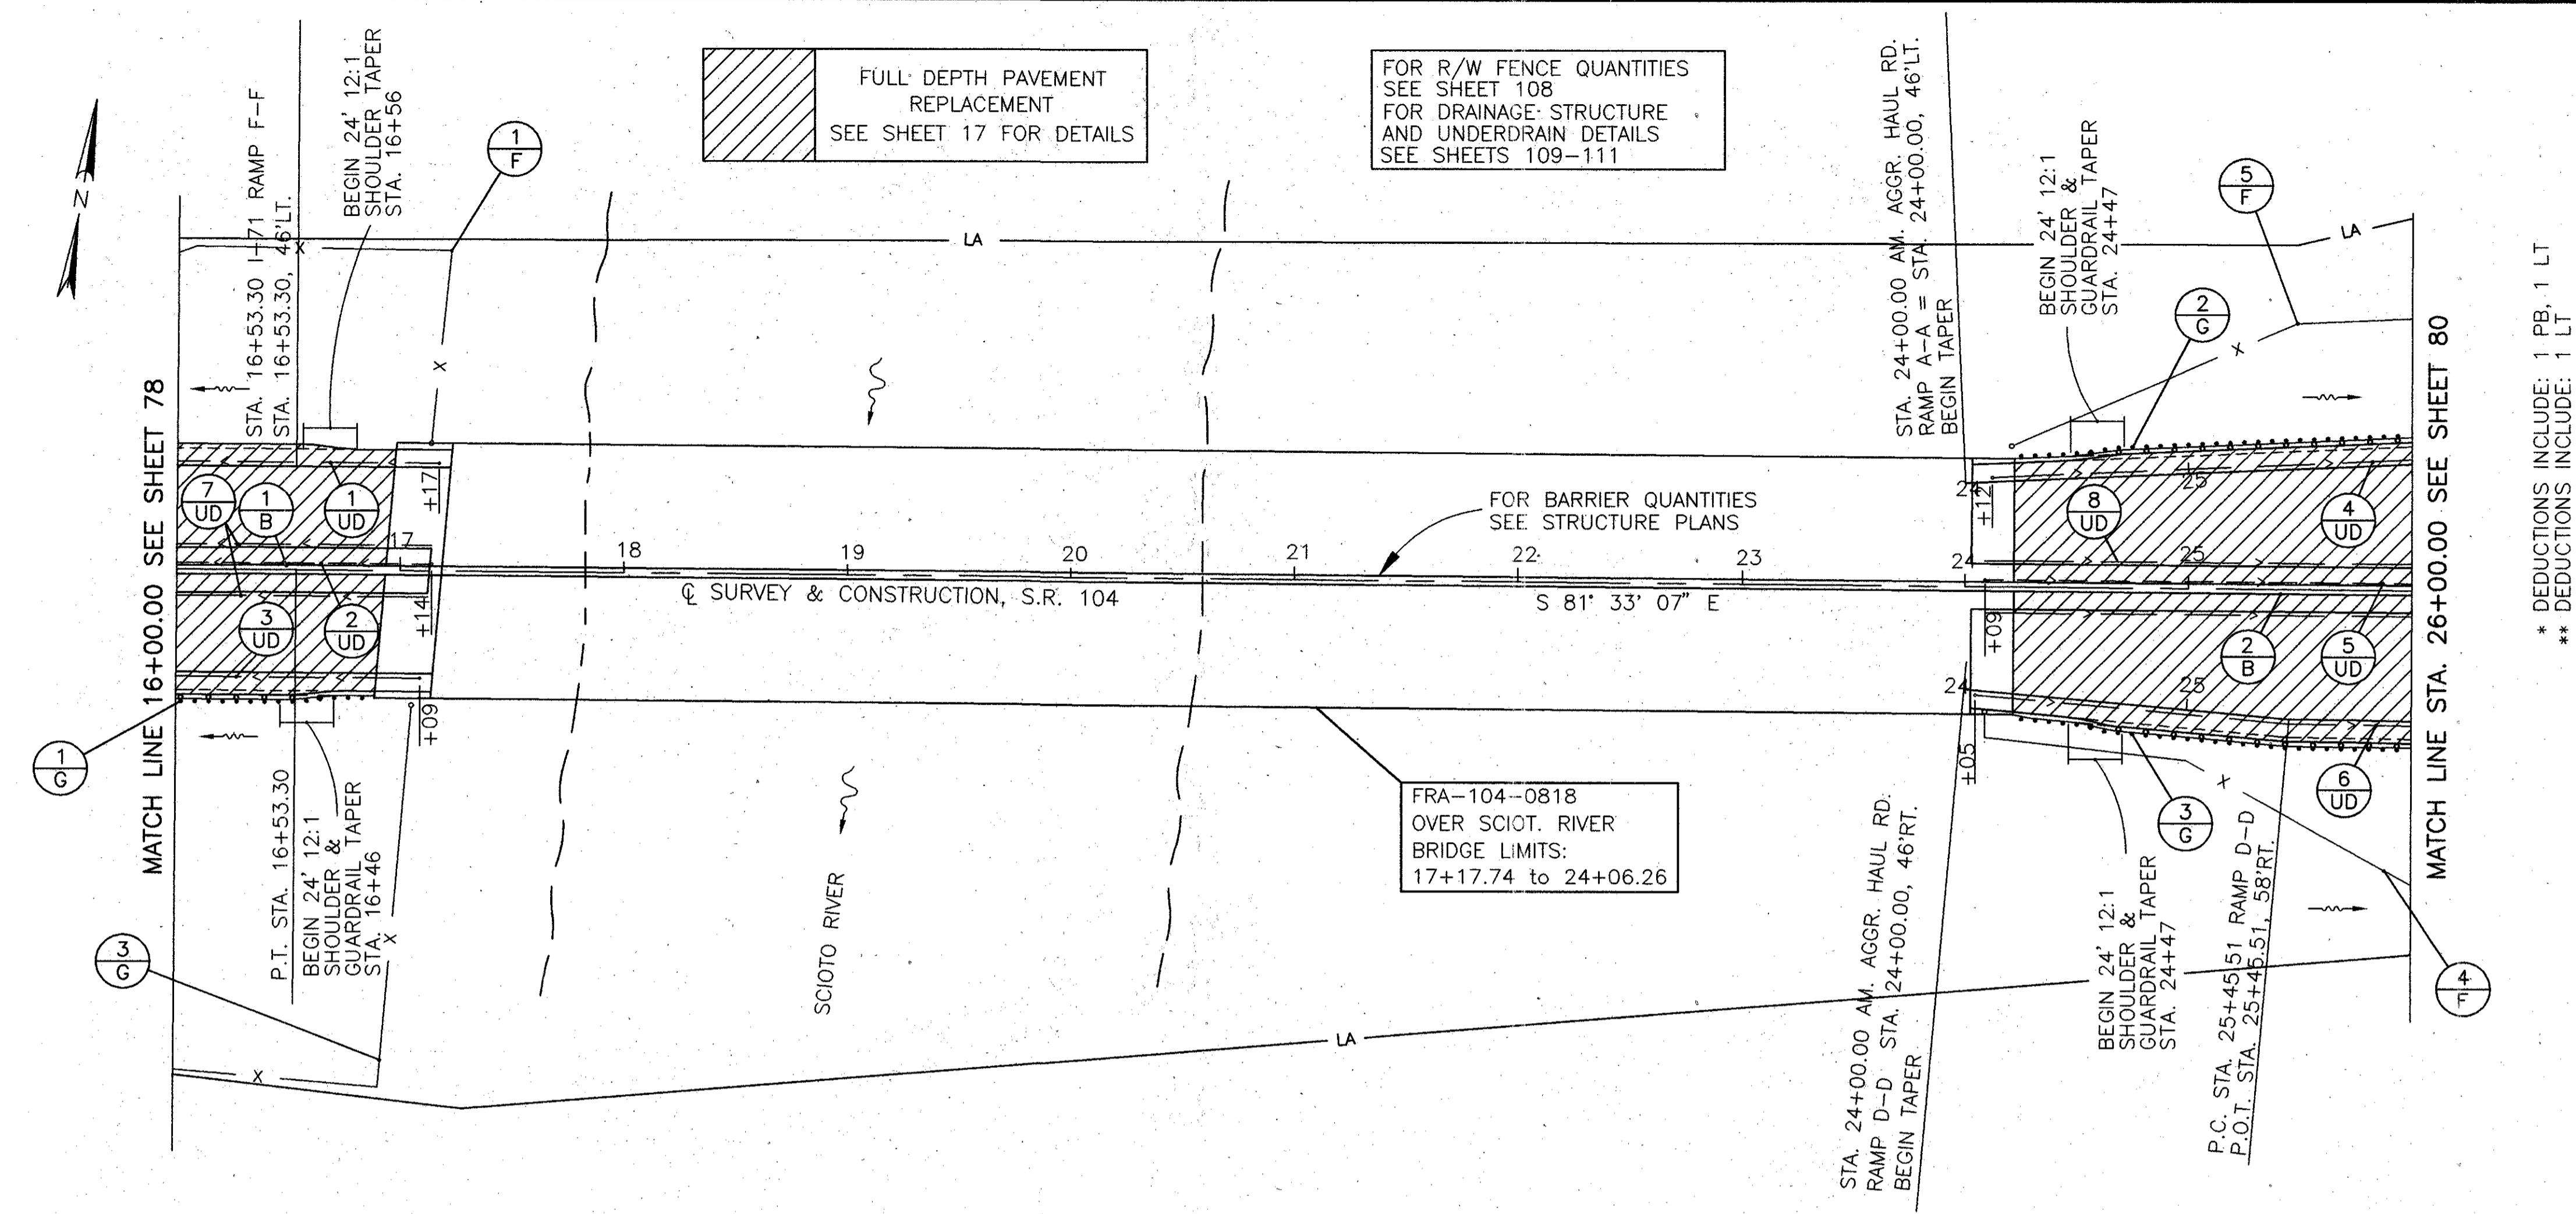 FULL DEPTH PAVEMENT
REPLACEMENT
SEE SHEET 17 FOR DETAILS
FOR R/W FENCE QUANTITIES
SEE SHEET 108
FOR DRAINAGE STRUCTURE
AND UNDERDRAIN DETAILS
SEE SHEETS 109-111
N
STA. 16+53.30 I-71 RAMP F-F
STA. 16+53.30, 46'LT.
BEGIN 24' 12:1
SHOULDER TAPER
STA. 16+56
1
F
X
X
LA
STA. 24+00.00 AM. AGGR. HAUL RD.
RAMP A-A = STA. 24+00.00, 46'LT.
BEGIN TAPER
BEGIN 24' 12:1
SHOULDER &
GUARDRAIL TAPER
STA. 24+47
5
F
LA
2
G
X
MATCH LINE 16+00.00 SEE SHEET 78
MATCH LINE STA. 26+00.00 SEE SHEET 80
* DEDUCTIONS INCLUDE: 1 PB, 1 LT
** DEDUCTIONS INCLUDE: 1 LT
7
UD
1
B
1
UD
+17
FOR BARRIER QUANTITIES
SEE STRUCTURE PLANS
24
+12
25
8
UD
4
UD
17
18
19
20
21
22
23
24
25
℄ SURVEY & CONSTRUCTION, S.R. 104
S 81° 33' 07" E
3
UD
2
UD
+14
+09
+09
2
B
5
UD
24
25
+05
1
G
P.T. STA. 16+53.30
BEGIN 24' 12:1
SHOULDER &
GUARDRAIL TAPER
STA. 16+46
X
3
G
X
SCIOTO RIVER
FRA-104-0818
OVER SCIOT. RIVER
BRIDGE LIMITS:
17+17.74 to 24+06.26
LA
STA. 24+00.00 AM. AGGR. HAUL RD.
RAMP D-D STA. 24+00.00, 46'RT.
BEGIN TAPER
3
G
6
UD
X
BEGIN 24' 12:1
SHOULDER &
GUARDRAIL TAPER
STA. 24+47
P.C. STA. 25+45.51 RAMP D-D
P.O.T. STA. 25+45.51, 58'RT.
4
F